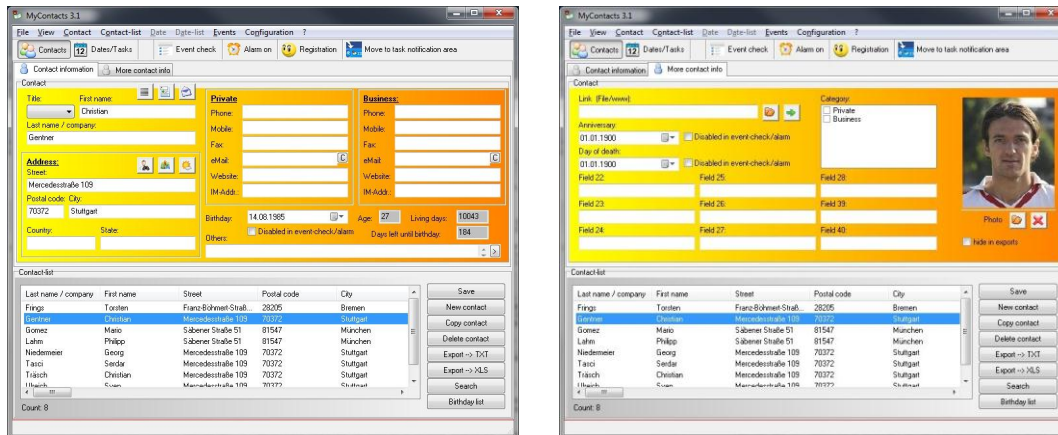 MyContacts 3.1
File View Contact Contact-list Date Date-list Events Configuration ?
Contacts 12 Dates/Tasks Event check Alarm on Registration Move to task notification area
Contact information More contact info
Contact
Title: First name:
Christian
Last name / company:
Gentner
Address:
Street:
Mercedesstraße 109
Postal code: City:
70372 Stuttgart
Country: State:
Private
Phone:
Mobile:
Fax:
eMail: C
Website:
IM-Addr.:
Business:
Phone:
Mobile:
Fax:
eMail: C
Website:
IM-Addr.:
Birthday: 14.08.1985 Age: 27 Living days: 10043
Disabled in event-check/alarm Days left until birthday: 184
Others:
Contact-list
Last name / company First name Street Postal code City
Frings Torsten Franz-Böhmert-Straß... 28205 Bremen
Gentner Christian Mercedesstraße 109 70372 Stuttgart
Gomez Mario Säbener Straße 51 81547 München
Lahm Philipp Säbener Straße 51 81547 München
Niedermeier Georg Mercedesstraße 109 70372 Stuttgart
Tasci Serdar Mercedesstraße 109 70372 Stuttgart
Träsch Christian Mercedesstraße 109 70372 Stuttgart
Ulreich Sven Mercedesstraße 109 70372 Stuttgart
Count: 8
Save
New contact
Copy contact
Delete contact
Export --> TXT
Export --> XLS
Search
Birthday list
MyContacts 3.1
File View Contact Contact-list Date Date-list Events Configuration ?
Contacts 12 Dates/Tasks Event check Alarm on Registration Move to task notification area
Contact information More contact info
Contact
Link: (File/www):
Anniversary:
01.01.1900 Disabled in event-check/alarm
Day of death:
01.01.1900 Disabled in event-check/alarm
Category:
Private
Business
Field 22: Field 25: Field 28:
Field 23: Field 26: Field 39:
Field 24: Field 27: Field 40:
Photo
hide in exports
Contact-list
Last name / company First name Street Postal code City
Frings Torsten Franz-Böhmert-Straß... 28205 Bremen
Gentner Christian Mercedesstraße 109 70372 Stuttgart
Gomez Mario Säbener Straße 51 81547 München
Lahm Philipp Säbener Straße 51 81547 München
Niedermeier Georg Mercedesstraße 109 70372 Stuttgart
Tasci Serdar Mercedesstraße 109 70372 Stuttgart
Träsch Christian Mercedesstraße 109 70372 Stuttgart
Ulreich Sven Mercedesstraße 109 70372 Stuttgart
Count: 8
Save
New contact
Copy contact
Delete contact
Export --> TXT
Export --> XLS
Search
Birthday list